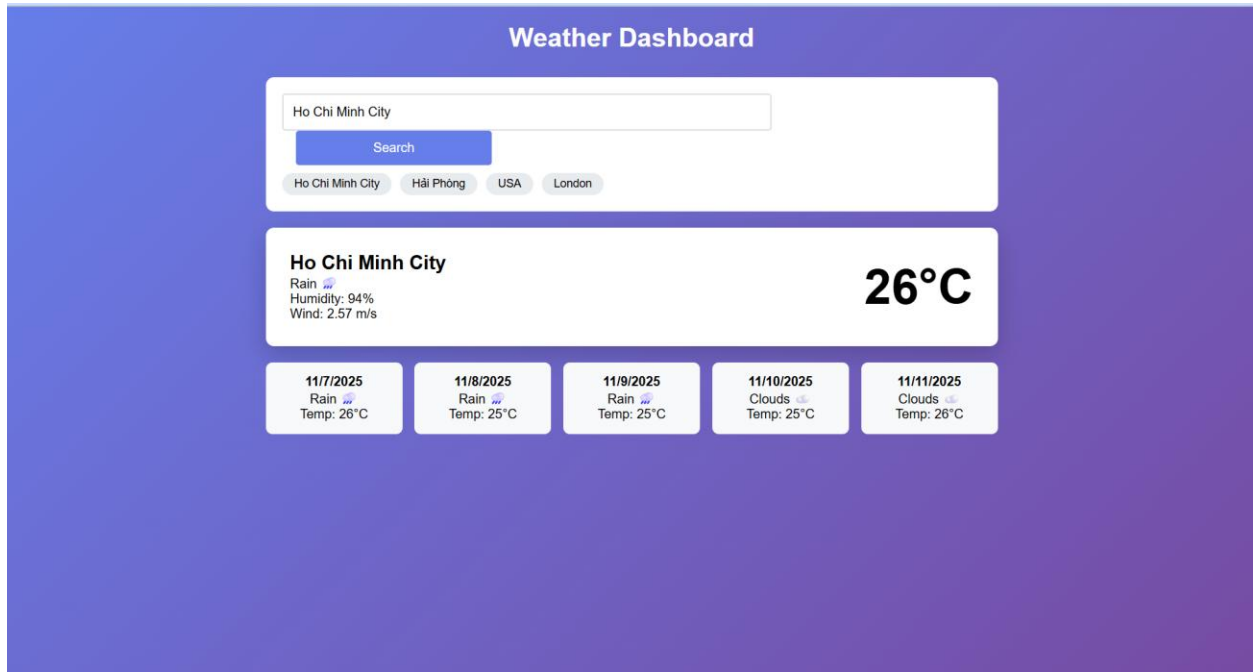 Weather Dashboard
Ho Chi Minh City
Search
Ho Chi Minh City Hải Phòng USA London
Ho Chi Minh City
Rain
Humidity: 94%
Wind: 2.57 m/s
26°C
11/7/2025
Rain
Temp: 26°C
11/8/2025
Rain
Temp: 25°C
11/9/2025
Rain
Temp: 25°C
11/10/2025
Clouds
Temp: 25°C
11/11/2025
Clouds
Temp: 26°C